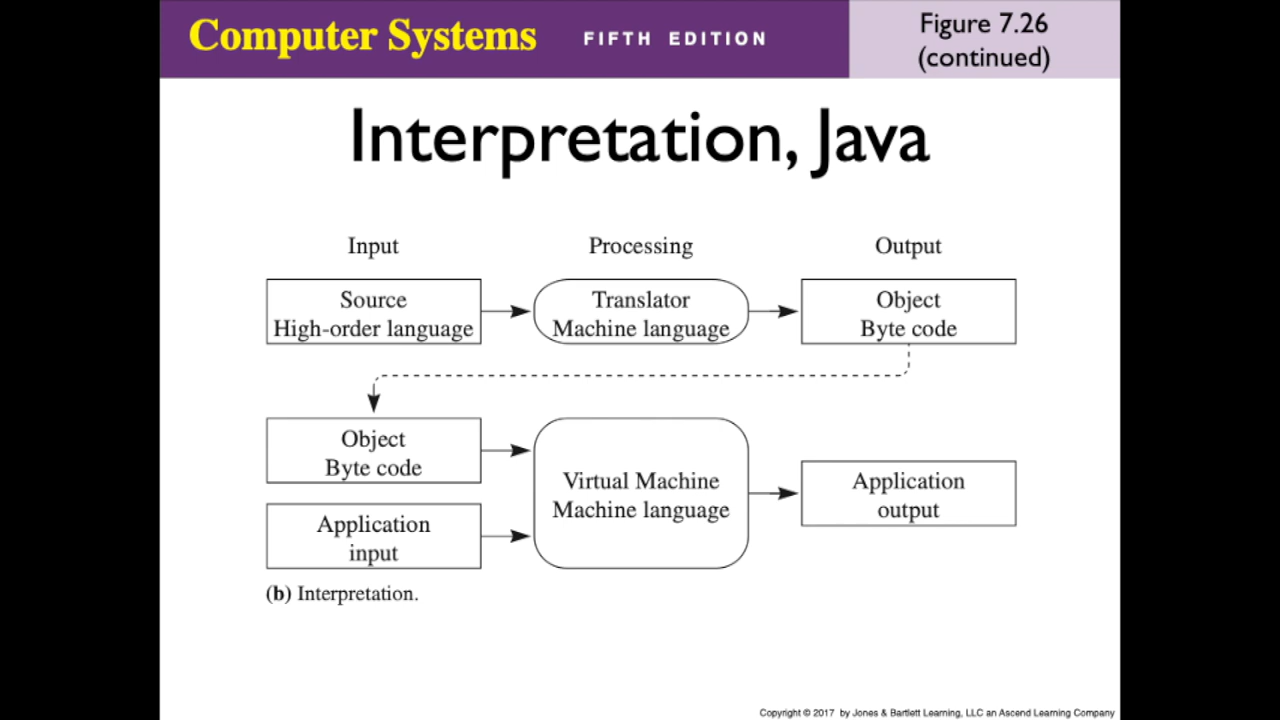 Computer Systems FIFTH EDITION
Figure 7.26
(continued)
Interpretation, Java
Input
Processing
Output
Source
High-order language
Translator
Machine language
Object
Byte code
Object
Byte code
Application
input
Virtual Machine
Machine language
Application
output
(b) Interpretation.
Copyright © 2017 by Jones & Bartlett Learning, LLC an Ascend Learning Company